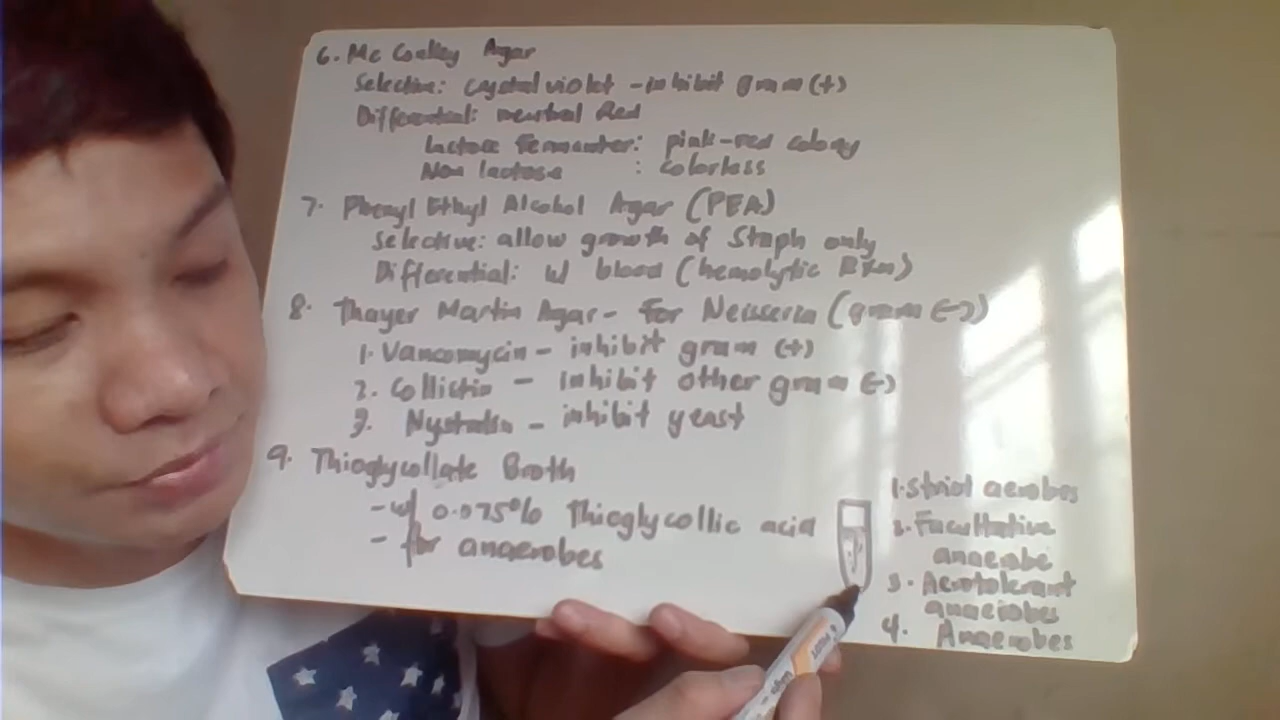 6. Mc Conkey Agar
Selective: crystal violet - inhibit gram (+)
Differential: neutral Red
Lactose Fermenter: pink-red colony
Non lactose : colorless
7. Phenyl Ethyl Alcohol Agar (PEA)
Selective: allow growth of Staph only
Differential: w/ blood (hemolytic Rxn)
8. Thayer Martin Agar - For Neisseria (gram (-))
1. Vancomycin - inhibit gram (+)
2. Collistin - Inhibit other gram (-)
3. Nystatin - inhibit yeast
9. Thioglycollate Broth
- w/ 0.075% Thioglycollic acid
- for anaerobes
1. Strict aerobes
2. Facultative
anaerobe
3. Aerotolerant
anaerobes
4. Anaerobes
PILOT